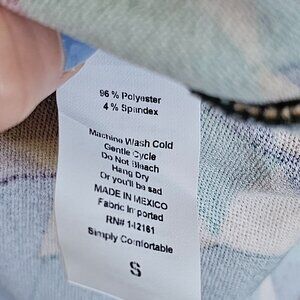 96 % Polyester
4 % Spandex
Machine Wash Cold
Gentle Cycle
Do Not Bleach
Hang Dry
Or you'll be sad
MADE IN MEXICO
Fabric Imported
RN# 142161
Simply Comfortable
S